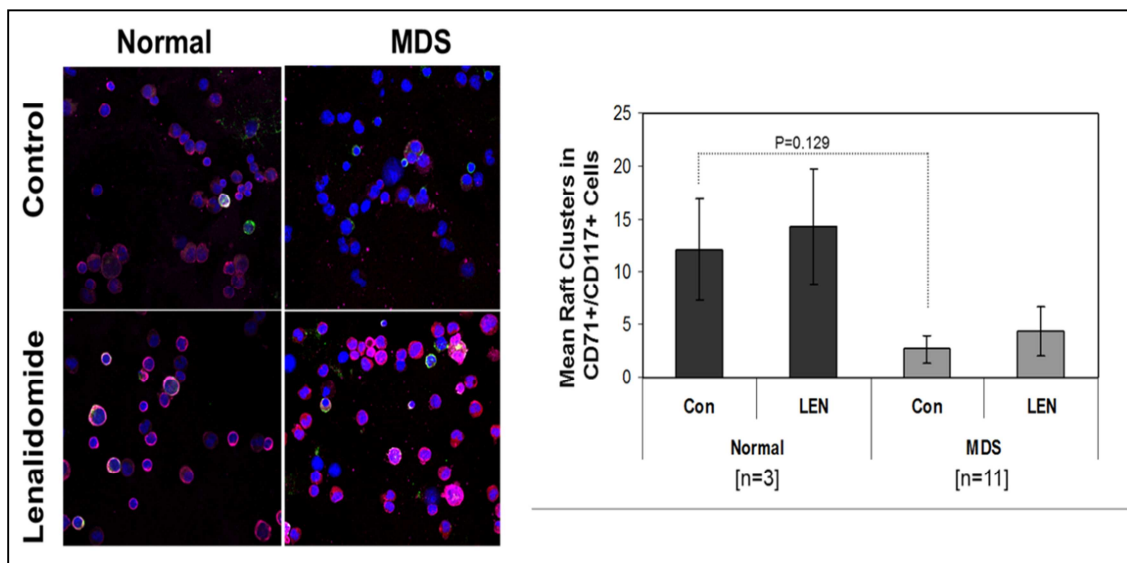 Normal MDS
Control
Lenalidomide
Mean Raft Clusters in
CD71+/CD117+ Cells
25
20
15
10
5
0
P=0.129
Con LEN Con LEN
Normal MDS
[n=3] [n=11]